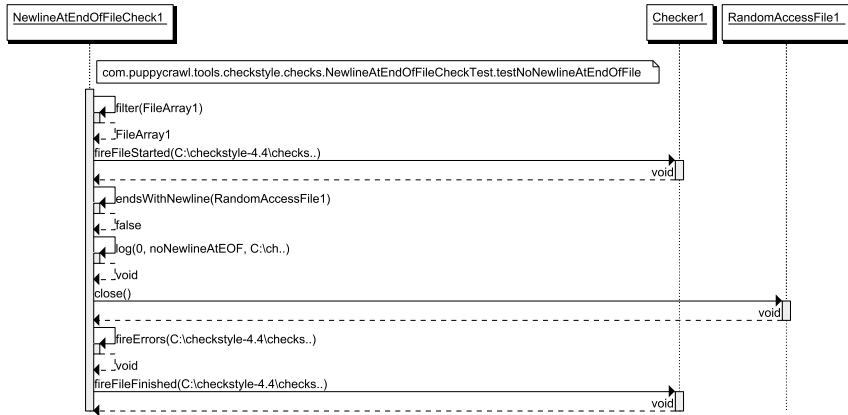 NewlineAtEndOfFileCheck1 Checker1 RandomAccessFile1
com.puppycrawl.tools.checkstyle.checks.NewlineAtEndOfFileCheckTest.testNoNewlineAtEndOfFile
filter(FileArray1)
FileArray1
fireFileStarted(C:\checkstyle-4.4\checks..)
void
endsWithNewline(RandomAccessFile1)
false
log(0, noNewlineAtEOF, C:\ch..)
void
close()
void
fireErrors(C:\checkstyle-4.4\checks..)
void
fireFileFinished(C:\checkstyle-4.4\checks..)
void